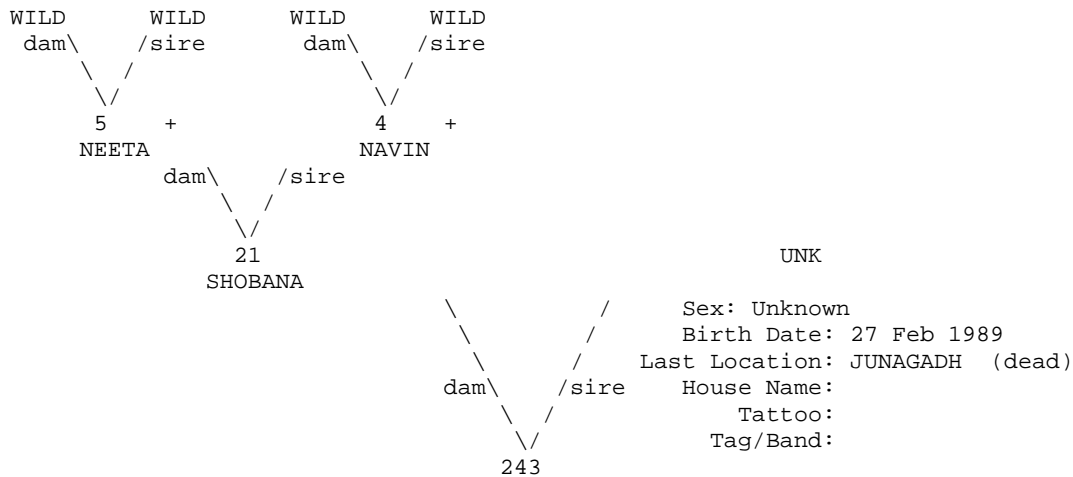 WILD WILD WILD WILD
dam\ /sire dam\ /sire
\ / \ /
\/ \/
5 + 4 +
NEETA NAVIN
dam\ /sire
\ /
\/
21 UNK
SHOBANA
\ / Sex: Unknown
\ / Birth Date: 27 Feb 1989
\ / Last Location: JUNAGADH (dead)
dam\ /sire House Name:
\ / Tattoo:
\/ Tag/Band:
243